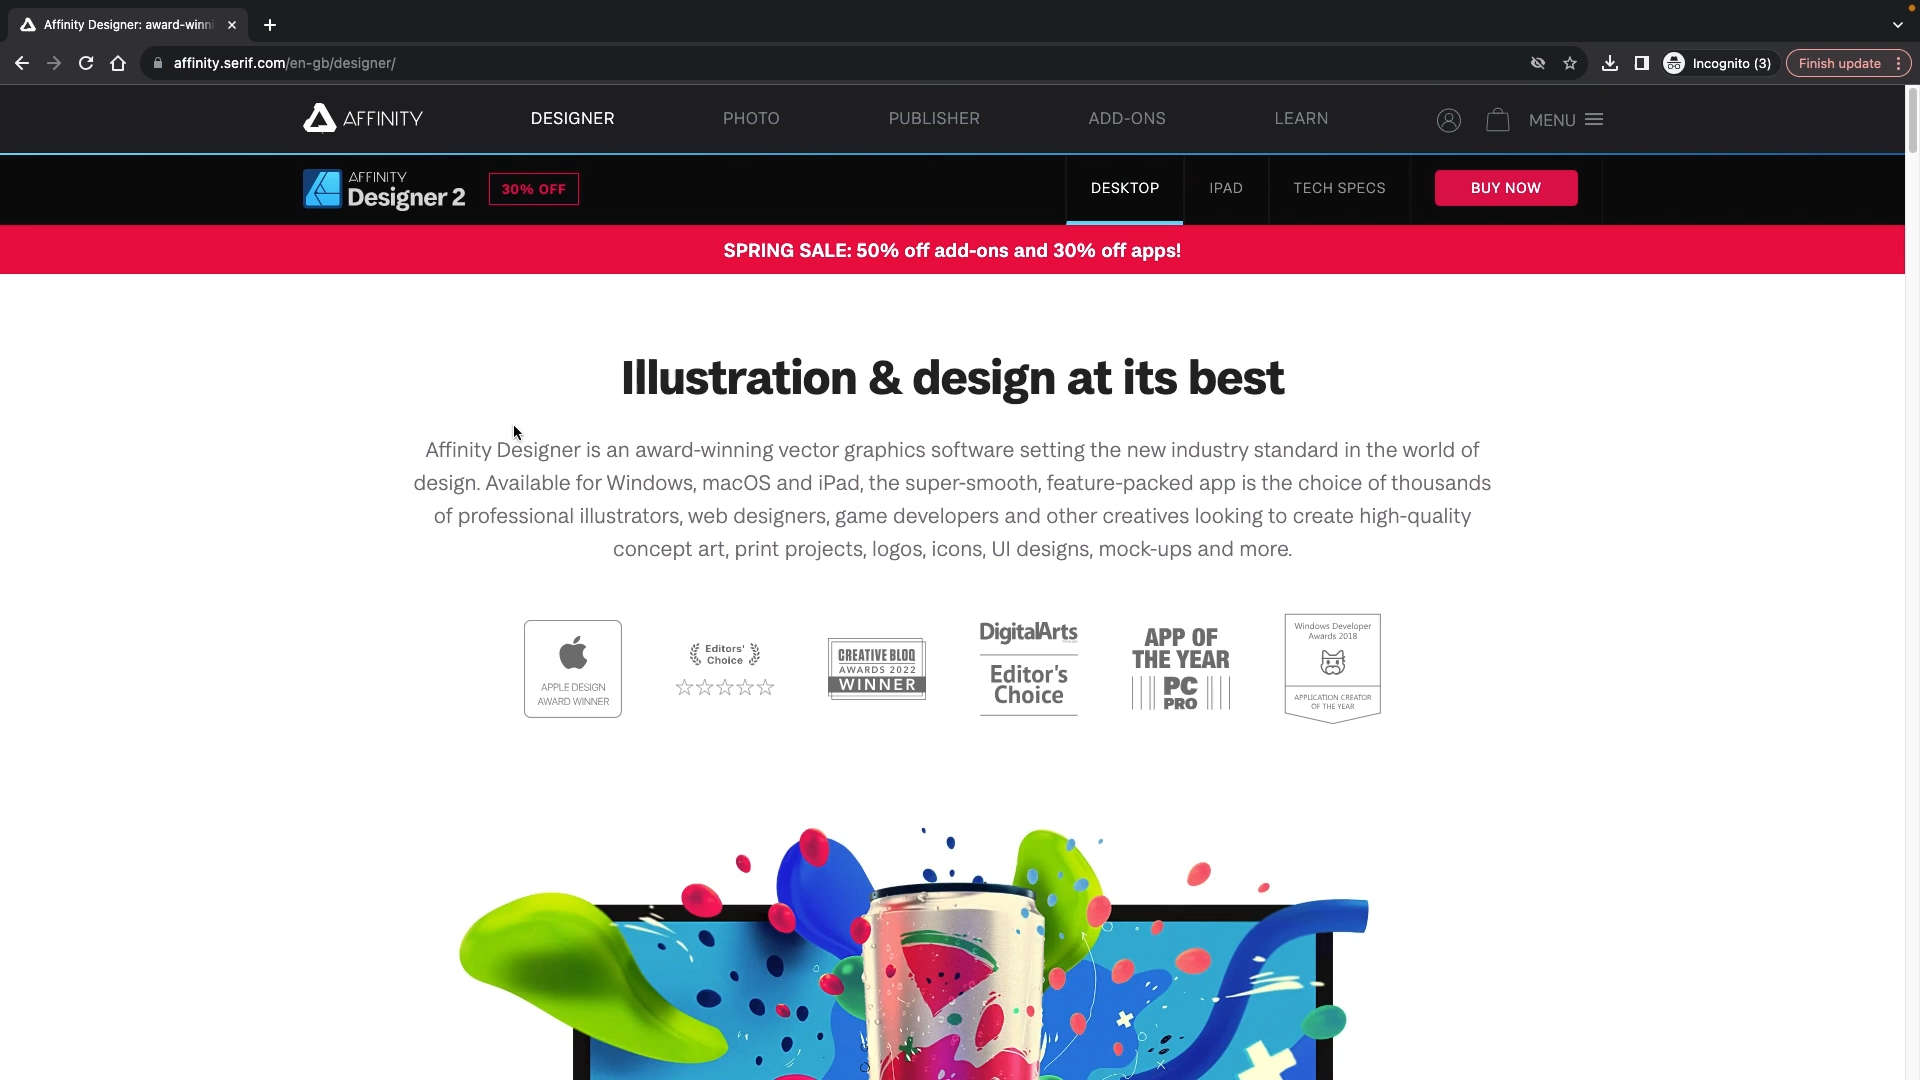 Affinity Designer: award-winni
affinity.serif.com/en-gb/designer/
Incognito (3)
Finish update
AFFINITY
DESIGNER
PHOTO
PUBLISHER
ADD-ONS
LEARN
MENU
AFFINITY
Designer 2
30% OFF
DESKTOP
IPAD
TECH SPECS
BUY NOW
SPRING SALE: 50% off add-ons and 30% off apps!
Illustration & design at its best
Affinity Designer is an award-winning vector graphics software setting the new industry standard in the world of
design. Available for Windows, macOS and iPad, the super-smooth, feature-packed app is the choice of thousands
of professional illustrators, web designers, game developers and other creatives looking to create high-quality
concept art, print projects, logos, icons, UI designs, mock-ups and more.
APPLE DESIGN
AWARD WINNER
Editors'
Choice
CREATIVE BLOQ
AWARDS 2022
WINNER
DigitalArts
Editor's
Choice
APP OF
THE YEAR
PC
PRO
Windows Developer
Awards 2018
APPLICATION CREATOR
OF THE YEAR